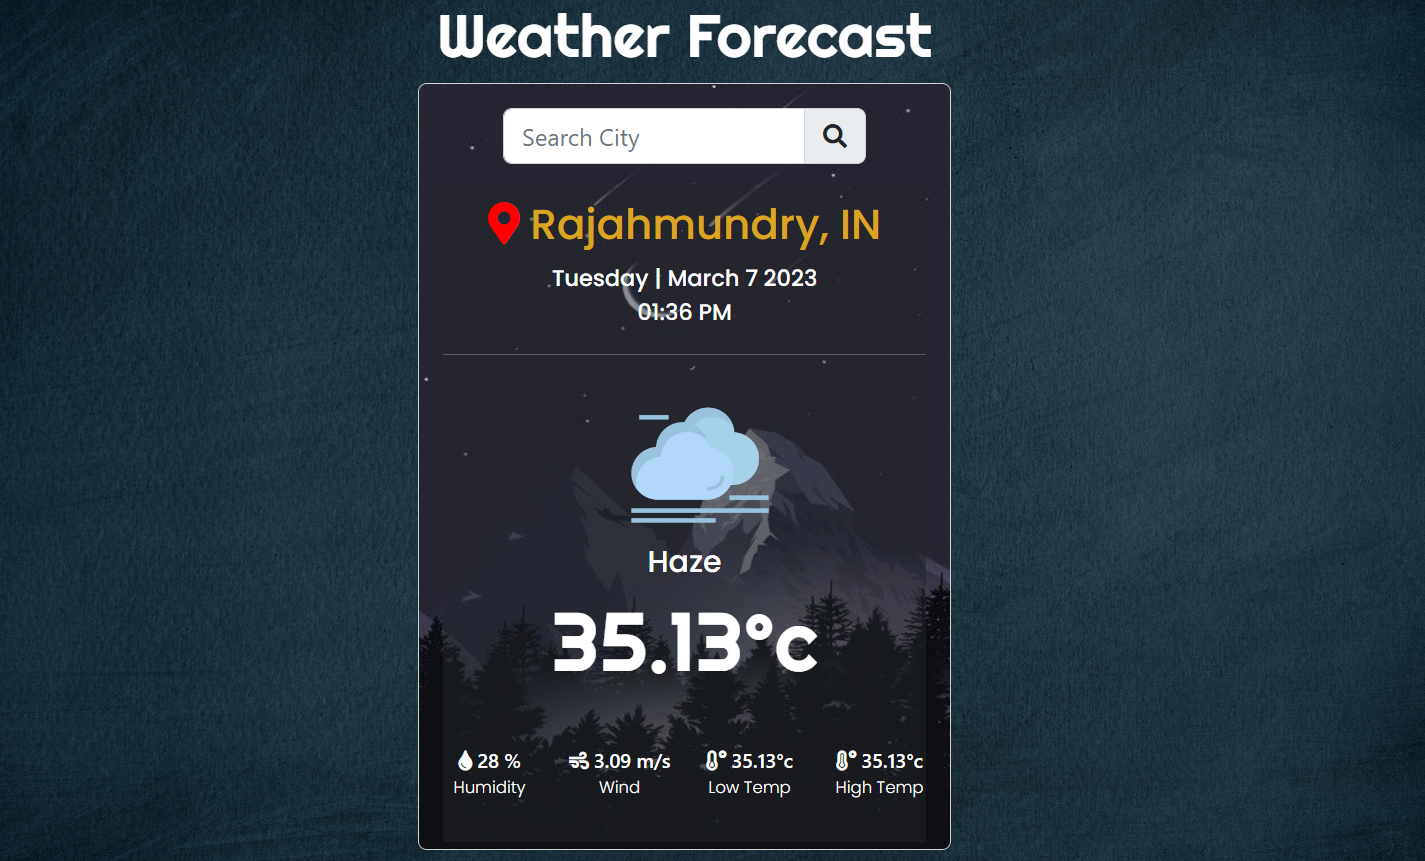 Weather Forecast
Search City
Rajahmundry, IN
Tuesday | March 7 2023
01:36 PM
Haze
35.13°c
28 % 3.09 m/s 35.13°c 35.13°c
Humidity Wind Low Temp High Temp